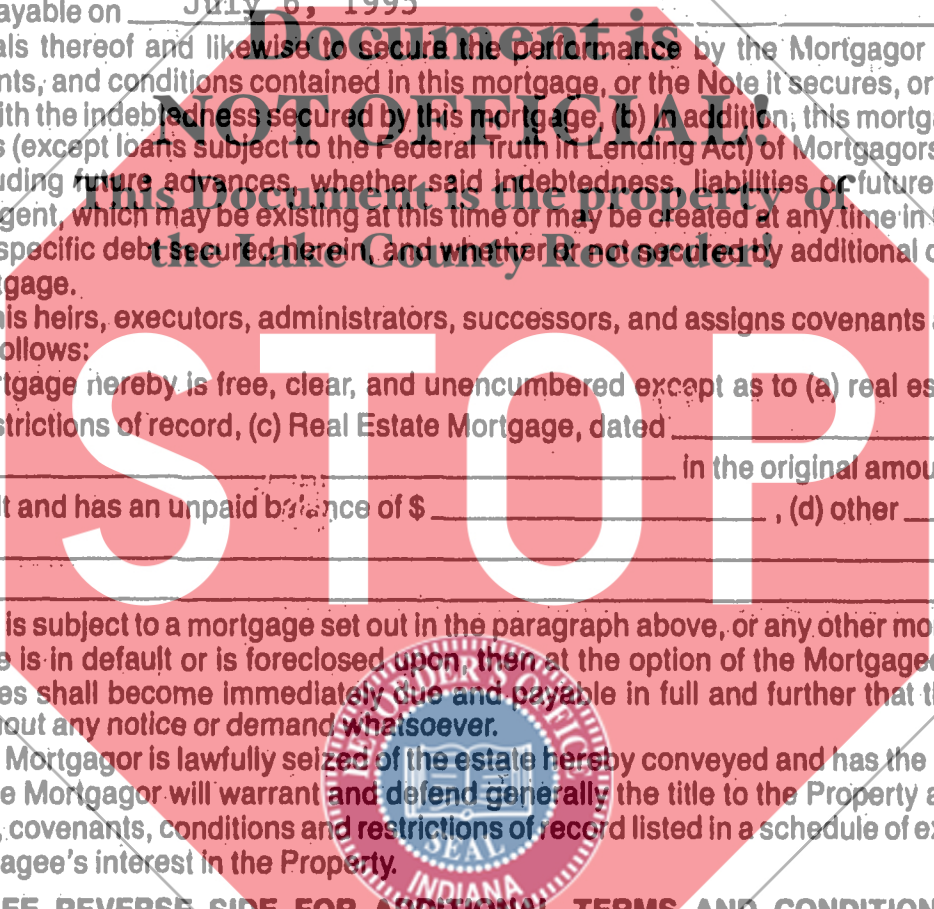 ayable on July 6, 1995
Document is
als thereof and likewise to secure the performance by the Mortgagor
nts, and conditions contained in this mortgage, or the Note it secures, or
NOT OFFICIAL!
ith the indebtedness secured by this mortgage, (b) in addition, this mortga
s (except loans subject to the Federal Truth in Lending Act) of Mortgagors
uding future advances, whether said indebtedness, liabilities or future
This Document is the property of
gent, which may be existing at this time or may be created at any time in
specific debt secured herein, and whether or not secured by additional
the Lake County Recorder!
gage.
is heirs, executors, administrators, successors, and assigns covenants
ollows:
STOP
rtgage hereby is free, clear, and unencumbered except as to (a) real es
strictions of record, (c) Real Estate Mortgage, dated
in the original amou
lt and has an unpaid balance of $ , (d) other
is subject to a mortgage set out in the paragraph above, or any other mo
e is in default or is foreclosed upon, then at the option of the Mortgagee
es shall become immediately due and payable in full and further that t
out any notice or demand whatsoever.
Mortgagor is lawfully seized of the estate hereby conveyed and has the
e Mortgagor will warrant and defend generally the title to the Property a
, covenants, conditions and restrictions of record listed in a schedule of ex
agee's interest in the Property.
RECORDER'S OFFICE
SEAL
INDIANA
EE REVERSE SIDE FOR ADDITIONAL TERMS AND CONDITION